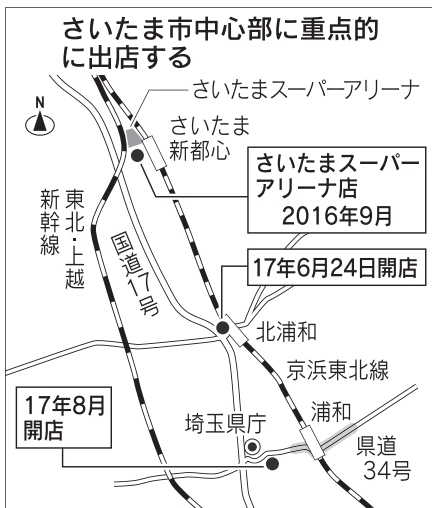 さいたま市中心部に重点的
に出店する
さいたまスーパーアリーナ
N
さいたま
新都心
さいたまスーパー
アリーナ店
2016年9月
東北・上越
新幹線
国道17号
17年6月24日開店
北浦和
京浜東北線
17年8月
開店
埼玉県庁
浦和
県道
34号